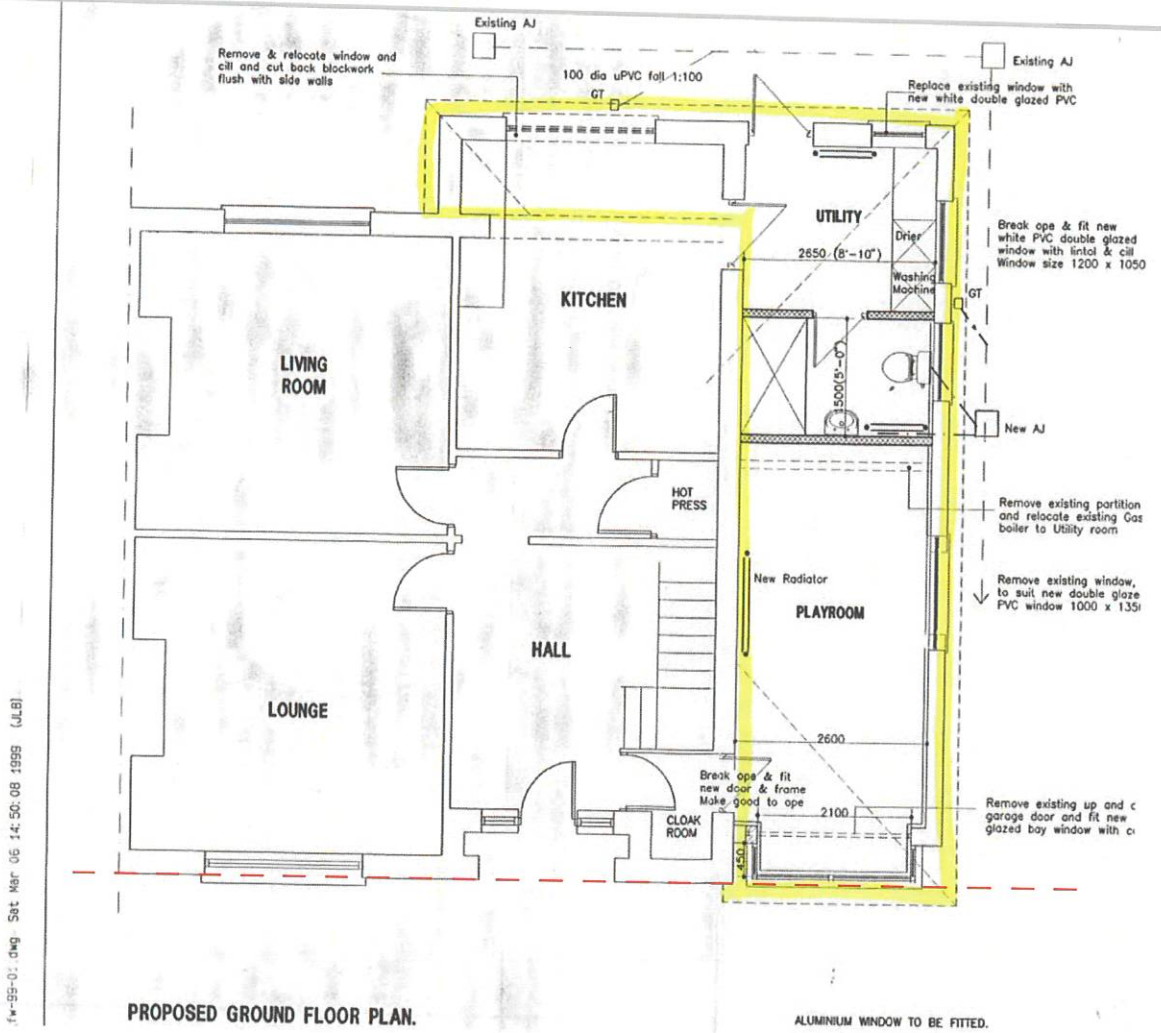 Existing AJ
Remove & relocate window and
cill and cut back blockwork
flush with side walls
100 dia uPVC fall 1:100
GT
Existing AJ
Replace existing window with
new white double glazed PVC
UTILITY
Drier
2650 (8'-10")
Washing
Machine
Break ope & fit new
white PVC double glazed
window with lintol & cill
Window size 1200 x 1050
GT
KITCHEN
LIVING
ROOM
1500(5'-0")
New AJ
HOT
PRESS
Remove existing partition
and relocate existing Gas
boiler to Utility room
New Radiator
PLAYROOM
Remove existing window,
to suit new double glaze
PVC window 1000 x 135
HALL
LOUNGE
2600
Break ope & fit
new door & frame
Make good to ope
2100
CLOAK
ROOM
450
Remove existing up and
garage door and fit new
glazed bay window with
fw-99-01.dwg Sat Mar 06 14:50:08 1999 (JLB)
PROPOSED GROUND FLOOR PLAN.
ALUMINIUM WINDOW TO BE FITTED.